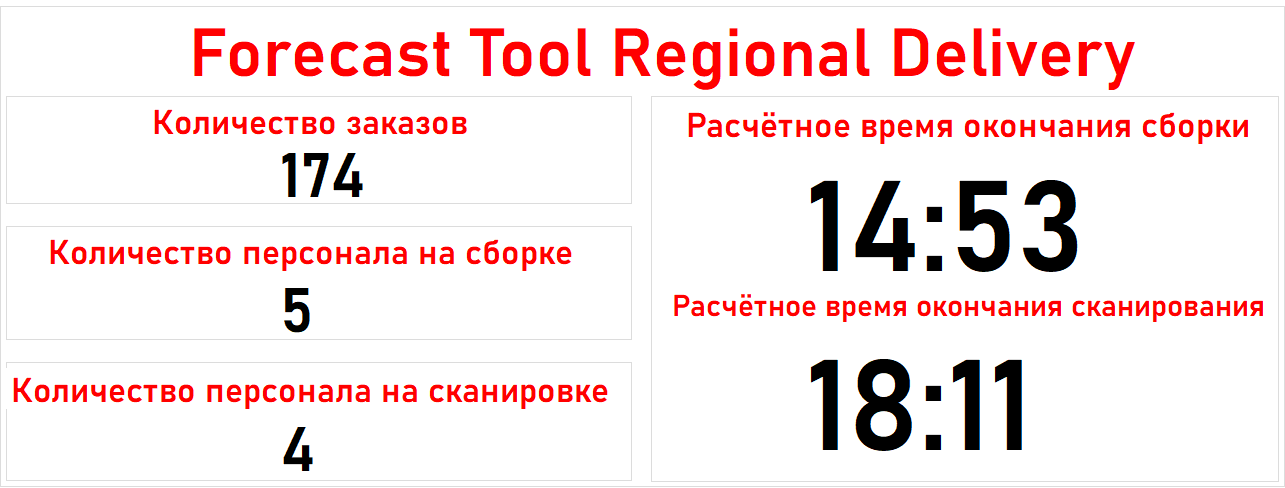 Forecast Tool Regional Delivery
Количество заказов
174
Количество персонала на сборке
5
Количество персонала на сканировке
4
Расчётное время окончания сборки
14:53
Расчётное время окончания сканирования
18:11